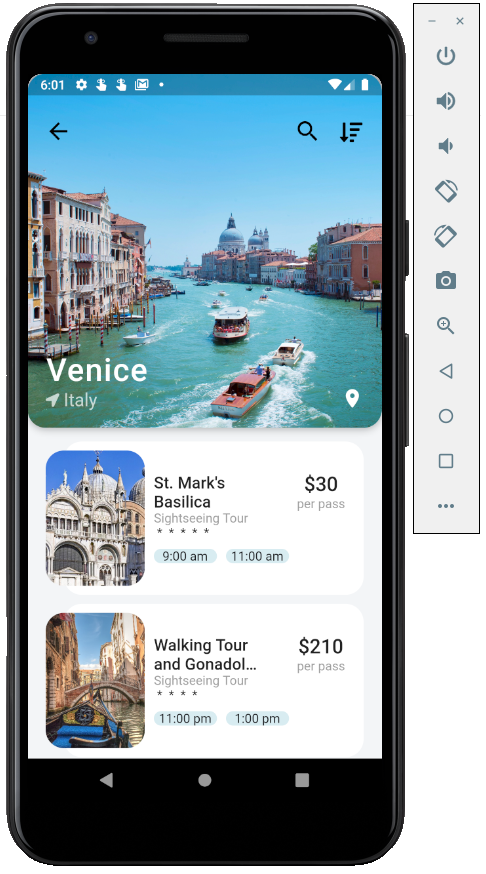 6:01
Venice
Italy
St. Mark's
Basilica
$30
per pass
Sightseeing Tour
* * * * *
9:00 am 11:00 am
Walking Tour
and Gonadol…
$210
per pass
Sightseeing Tour
* * * *
11:00 pm 1:00 pm